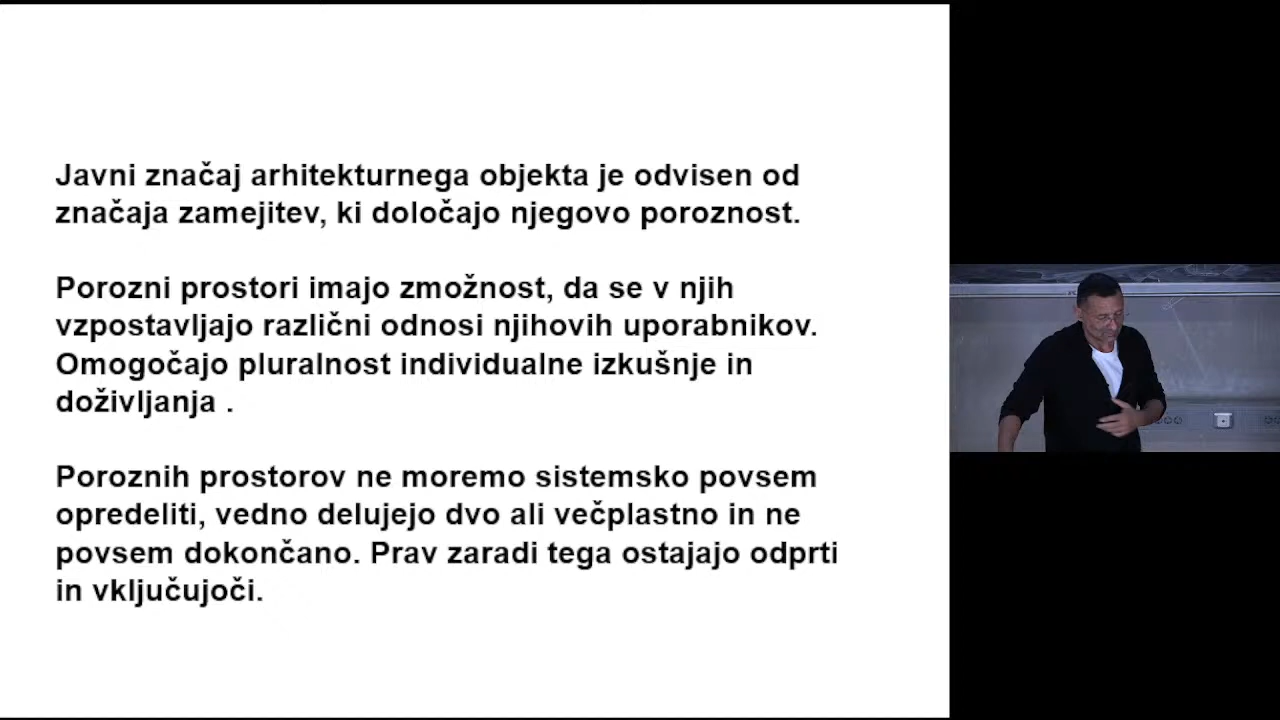 Javni značaj arhitekturnega objekta je odvisen od
značaja zamejitev, ki določajo njegovo poroznost.
Porozni prostori imajo zmožnost, da se v njih
vzpostavljajo različni odnosi njihovih uporabnikov.
Omogočajo pluralnost individualne izkušnje in
doživljanja .
Poroznih prostorov ne moremo sistemsko povsem
opredeliti, vedno delujejo dvo ali večplastno in ne
povsem dokončano. Prav zaradi tega ostajajo odprti
in vključujoči.